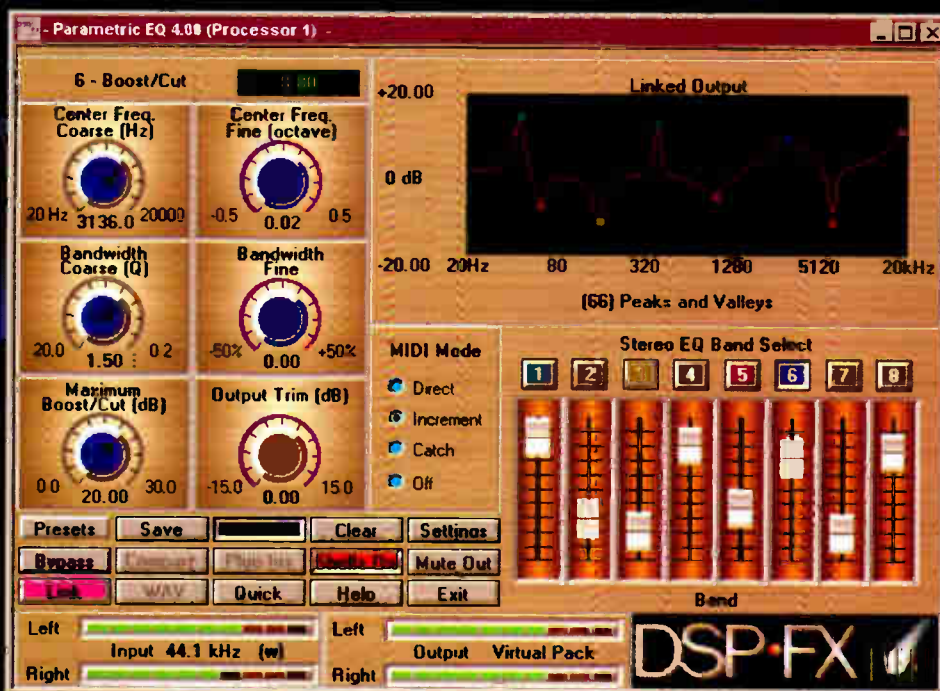 - Parametric EQ 4.08 (Processor 1) -
6 - Boost/Cut
Center Freq. Coarse (Hz)
20 Hz 3136.0 20000
Center Freq. Fine (octave)
-0.5 0.02 0.5
Bandwidth Coarse (Q)
20.0 1.50 0.2
Bandwidth Fine
-50% 0.00 +50%
Maximum Boost/Cut (dB)
0.0 20.00 30.0
Output Trim (dB)
-15.0 0.00 15.0
Linked Output
+20.00
0 dB
-20.00 20Hz 80 320 1280 5120 20kHz
(66) Peaks and Valleys
MIDI Mode
Direct
Increment
Catch
Off
Stereo EQ Band Select
1 2 3 4 5 6 7 8
Band
Presets Save Clear Settings
Bypass Mute Out
Link WAV Quick Help Exit
Left
Input 44.1 kHz (w)
Right
Left
Output Virtual Pack
Right
DSP•FX